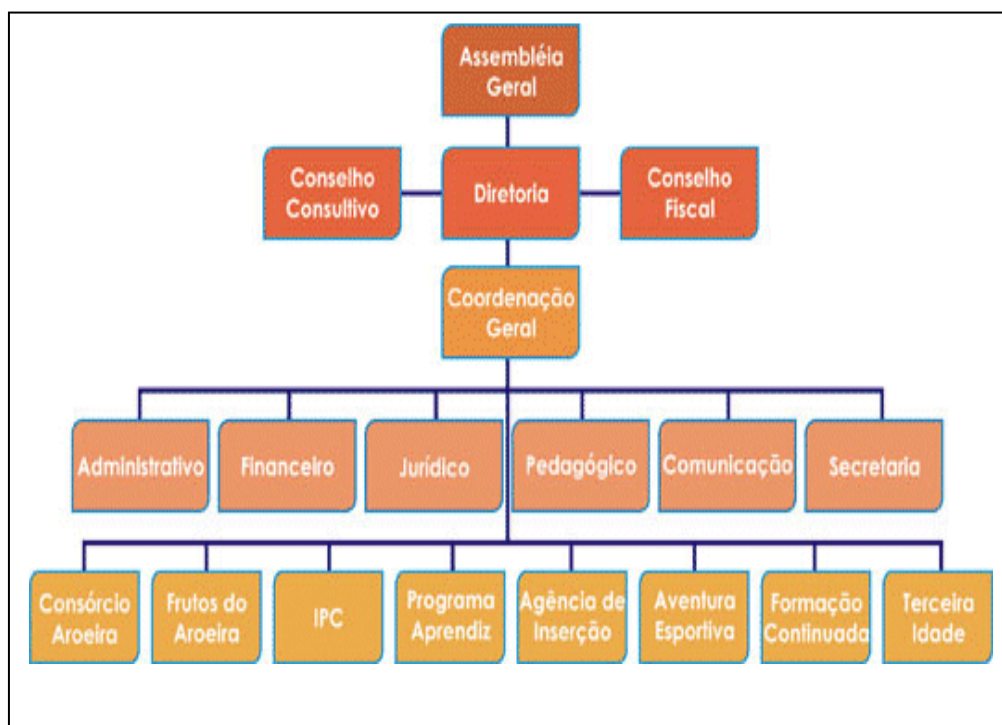 Assembléia
Geral
Conselho
Consultivo
Diretoria
Conselho
Fiscal
Coordenação
Geral
Administrativo
Financeiro
Jurídico
Pedagógico
Comunicação
Secretaria
Consórcio
Aroeira
Frutos do
Aroeira
IPC
Programa
Aprendiz
Agência de
Inserção
Aventura
Esportiva
Formação
Continuada
Terceira
Idade